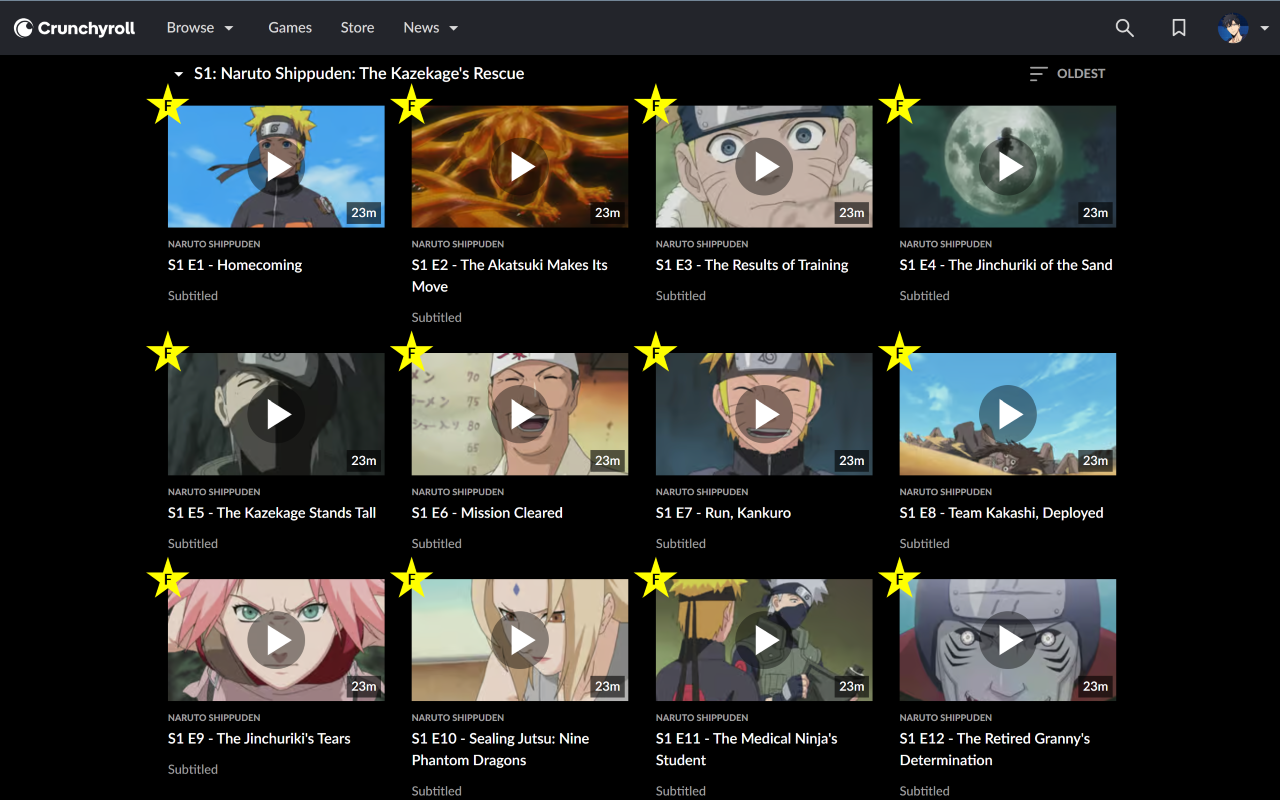 Crunchyroll Browse Games Store News
S1: Naruto Shippuden: The Kazekage's Rescue OLDEST
F F F F
23m 23m 23m 23m
NARUTO SHIPPUDEN NARUTO SHIPPUDEN NARUTO SHIPPUDEN NARUTO SHIPPUDEN
S1 E1 - Homecoming S1 E2 - The Akatsuki Makes Its S1 E3 - The Results of Training S1 E4 - The Jinchuriki of the Sand
Move
Subtitled Subtitled Subtitled
Subtitled
F F F F
70
75
80
65
15
23m 23m 23m 23m
NARUTO SHIPPUDEN NARUTO SHIPPUDEN NARUTO SHIPPUDEN NARUTO SHIPPUDEN
S1 E5 - The Kazekage Stands Tall S1 E6 - Mission Cleared S1 E7 - Run, Kankuro S1 E8 - Team Kakashi, Deployed
Subtitled Subtitled Subtitled Subtitled
F F F F
23m 23m 23m 23m
NARUTO SHIPPUDEN NARUTO SHIPPUDEN NARUTO SHIPPUDEN NARUTO SHIPPUDEN
S1 E9 - The Jinchuriki's Tears S1 E10 - Sealing Jutsu: Nine S1 E11 - The Medical Ninja's S1 E12 - The Retired Granny's
Phantom Dragons Student Determination
Subtitled
Subtitled Subtitled Subtitled